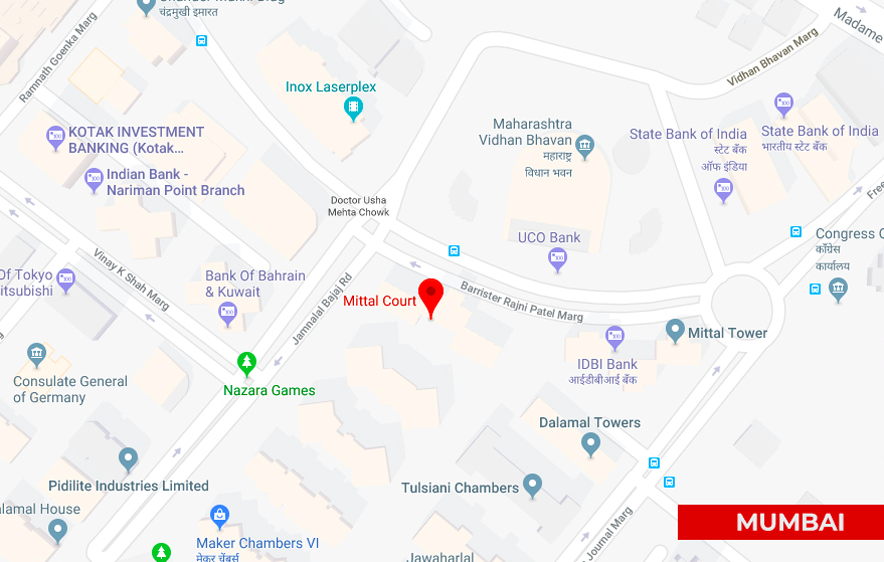 चंद्रमुखी इमारत
Ramnath Goenka Marg
Madame
Vidhan Bhavan Marg
Inox Laserplex
KOTAK INVESTMENT
BANKING (Kotak...
Maharashtra
Vidhan Bhavan
महाराष्ट्र
विधान भवन
State Bank of India
स्टेट बँक
ऑफ इंडिया
State Bank of India
भारतीय स्टेट बैंक
Indian Bank -
Nariman Point Branch
Doctor Usha
Mehta Chowk
UCO Bank
Free
Congress
काँग्रेस
कार्यालय
Vinay K Shah Marg
Of Tokyo
itsubishi
Bank Of Bahrain
& Kuwait
Jamnalal Bajaj Rd
Mittal Court
Barrister Rajni Patel Marg
Mittal Tower
IDBI Bank
आईडीबीआई बँक
Consulate General
of Germany
Nazara Games
Dalamal Towers
Pidilite Industries Limited
Tulsiani Chambers
alamal House
Journal Marg
MUMBAI
Maker Chambers VI
मेकर चेंबर्स
Jawaharlal